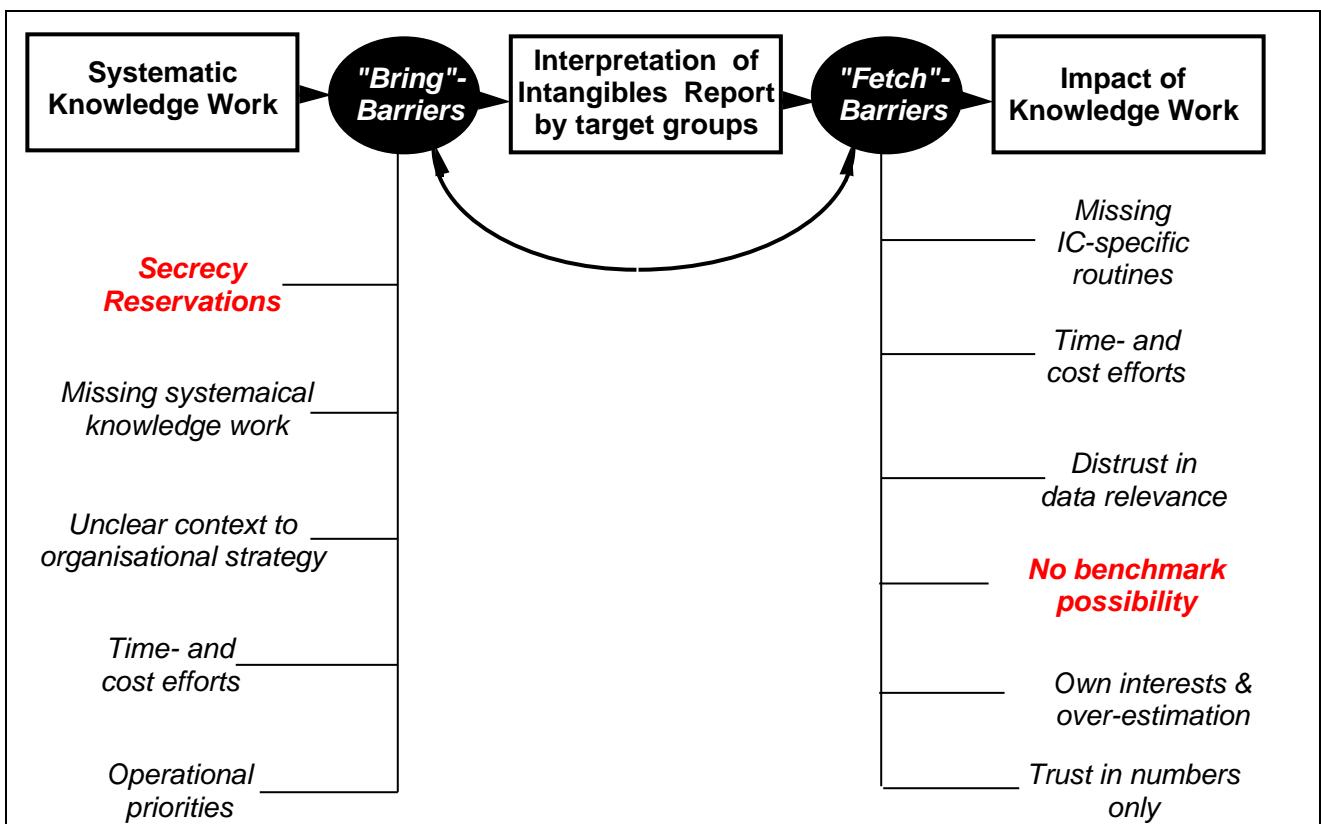 Systematic
Knowledge Work
"Bring"-
Barriers
Interpretation of
Intangibles Report
by target groups
"Fetch"-
Barriers
Impact of
Knowledge Work
Secrecy
Reservations
Missing systemaical
knowledge work
Unclear context to
organisational strategy
Time- and
cost efforts
Operational
priorities
Missing
IC-specific
routines
Time- and
cost efforts
Distrust in
data relevance
No benchmark
possibility
Own interests &
over-estimation
Trust in numbers
only